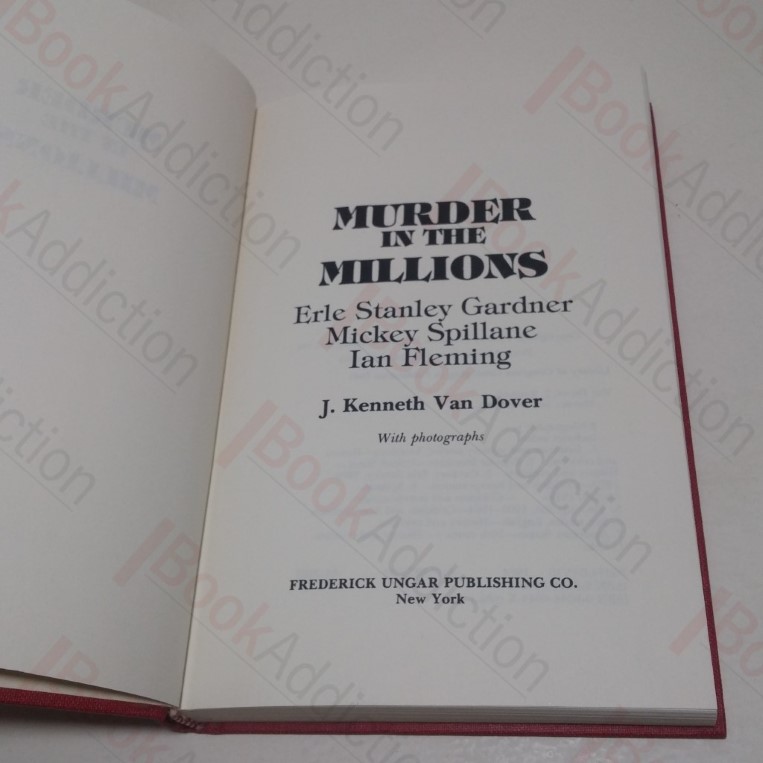 MURDER
IN THE
MILLIONS
Erle Stanley Gardner
Mickey Spillane
Ian Fleming
J. Kenneth Van Dover
With photographs
FREDERICK UNGAR PUBLISHING CO.
New York
BookAddiction